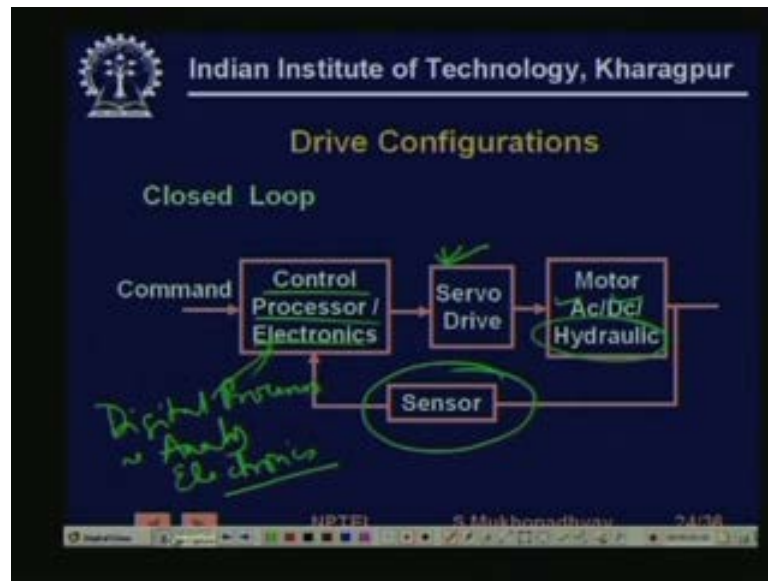 Indian Institute of Technology, Kharagpur
Drive Configurations
Closed Loop
Command
Control
Processor /
Electronics
Servo
Drive
Motor
Ac/Dc/
Hydraulic
Sensor
Digital
Analog
Electronics
NPTEL S.Mukhopadhyay 24/36